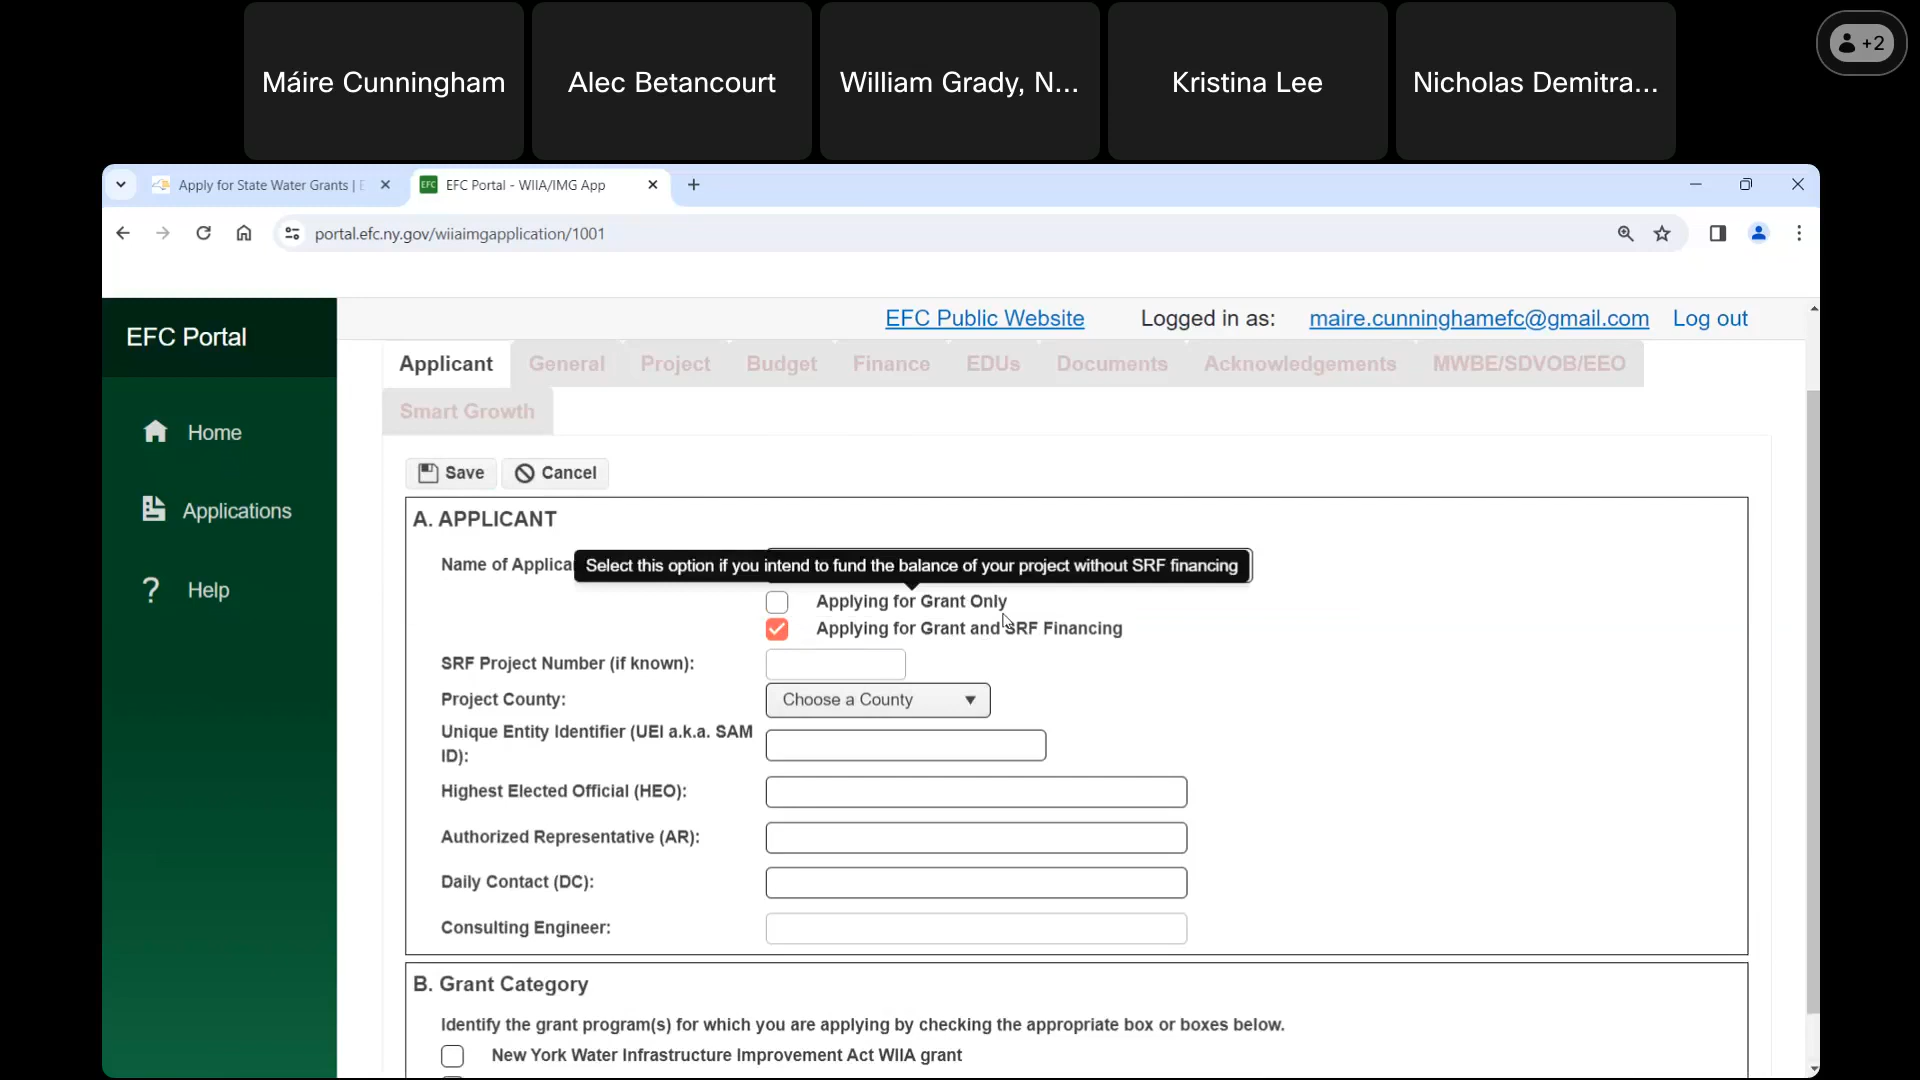 Máire Cunningham
Alec Betancourt
William Grady, N...
Kristina Lee
Nicholas Demitra...
+2
Apply for State Water Grants | E
EFC
EFC Portal - WIIA/IMG App
portal.efc.ny.gov/wiiaimgapplication/1001
EFC Portal
EFC Public Website
Logged in as:
maire.cunninghamefc@gmail.com
Log out
Home
Applications
Help
Applicant
General
Project
Budget
Finance
EDUs
Documents
Acknowledgements
MWBE/SDVOB/EEO
Smart Growth
Save
Cancel
A. APPLICANT
Name of Applica
Select this option if you intend to fund the balance of your project without SRF financing
Applying for Grant Only
Applying for Grant and SRF Financing
SRF Project Number (if known):
Project County:
Choose a County
Unique Entity Identifier (UEI a.k.a. SAM
ID):
Highest Elected Official (HEO):
Authorized Representative (AR):
Daily Contact (DC):
Consulting Engineer:
B. Grant Category
Identify the grant program(s) for which you are applying by checking the appropriate box or boxes below.
New York Water Infrastructure Improvement Act WIIA grant